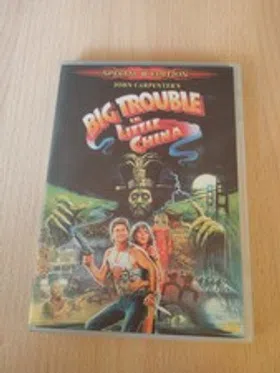 SPECIAL EDITION
JOHN CARPENTER'S
BIG TROUBLE
IN
LITTLE
CHINA